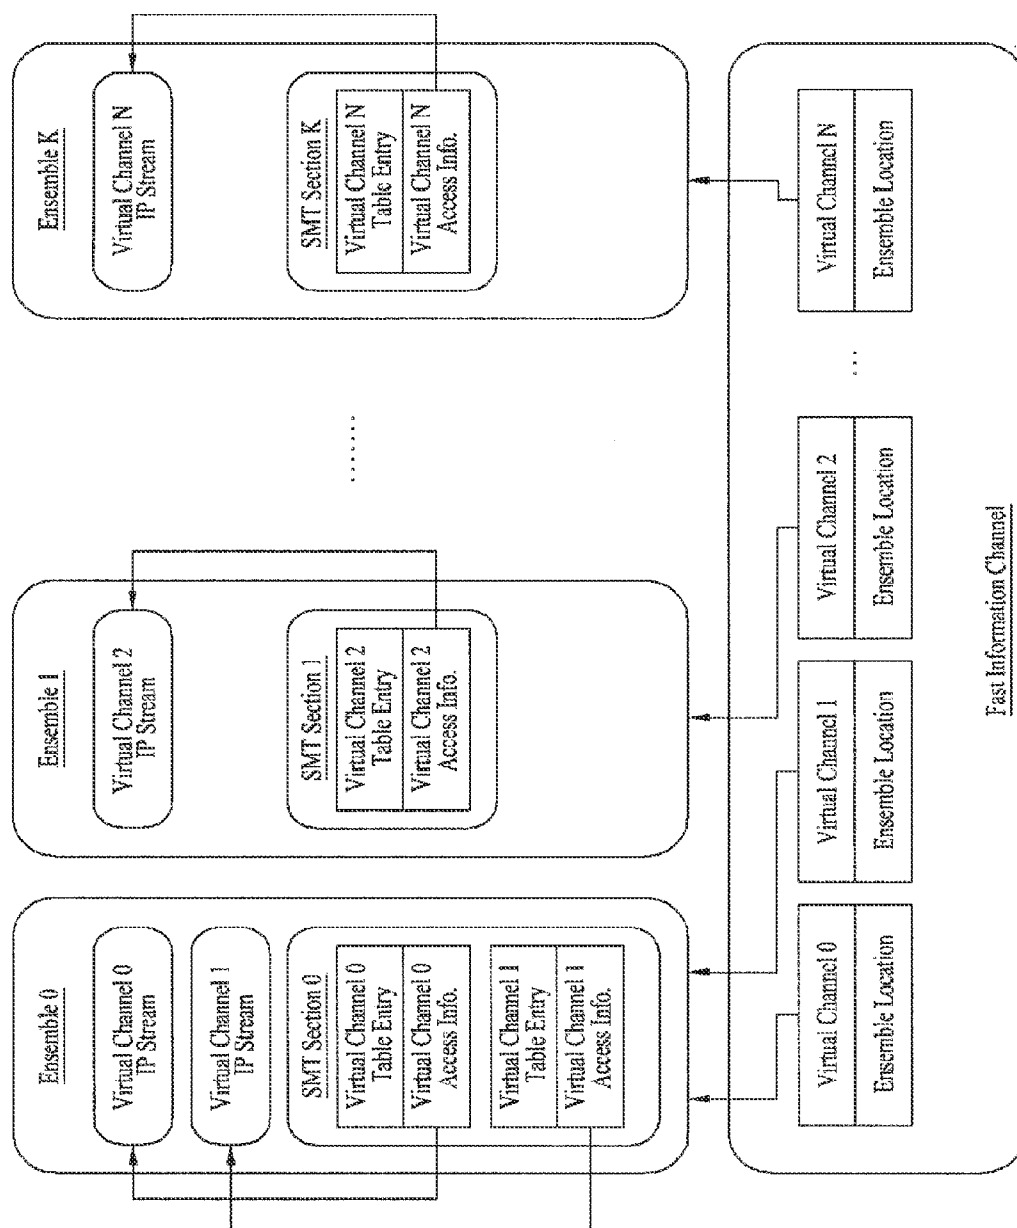 Ensemble 0
Virtual Channel 0
IP Stream
Virtual Channel 1
IP Stream
SMT Section 0
Virtual Channel 0
Table Entry
Virtual Channel 0
Access Info.
Virtual Channel 1
Table Entry
Virtual Channel 1
Access Info.
Ensemble 1
Virtual Channel 2
IP Stream
SMT Section 1
Virtual Channel 2
Table Entry
Virtual Channel 2
Access Info.
.......
Ensemble K
Virtual Channel N
IP Stream
SMT Section K
Virtual Channel N
Table Entry
Virtual Channel N
Access Info.
Virtual Channel 0
Ensemble Location
Virtual Channel 1
Ensemble Location
Virtual Channel 2
Ensemble Location
...
Virtual Channel N
Ensemble Location
Fast Information Channel